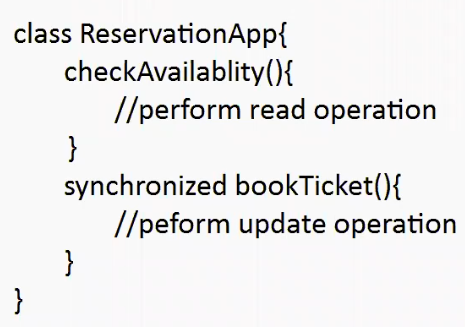 class ReservationApp{
checkAvailablity(){
//perform read operation
}
synchronized bookTicket(){
//peform update operation
}
}